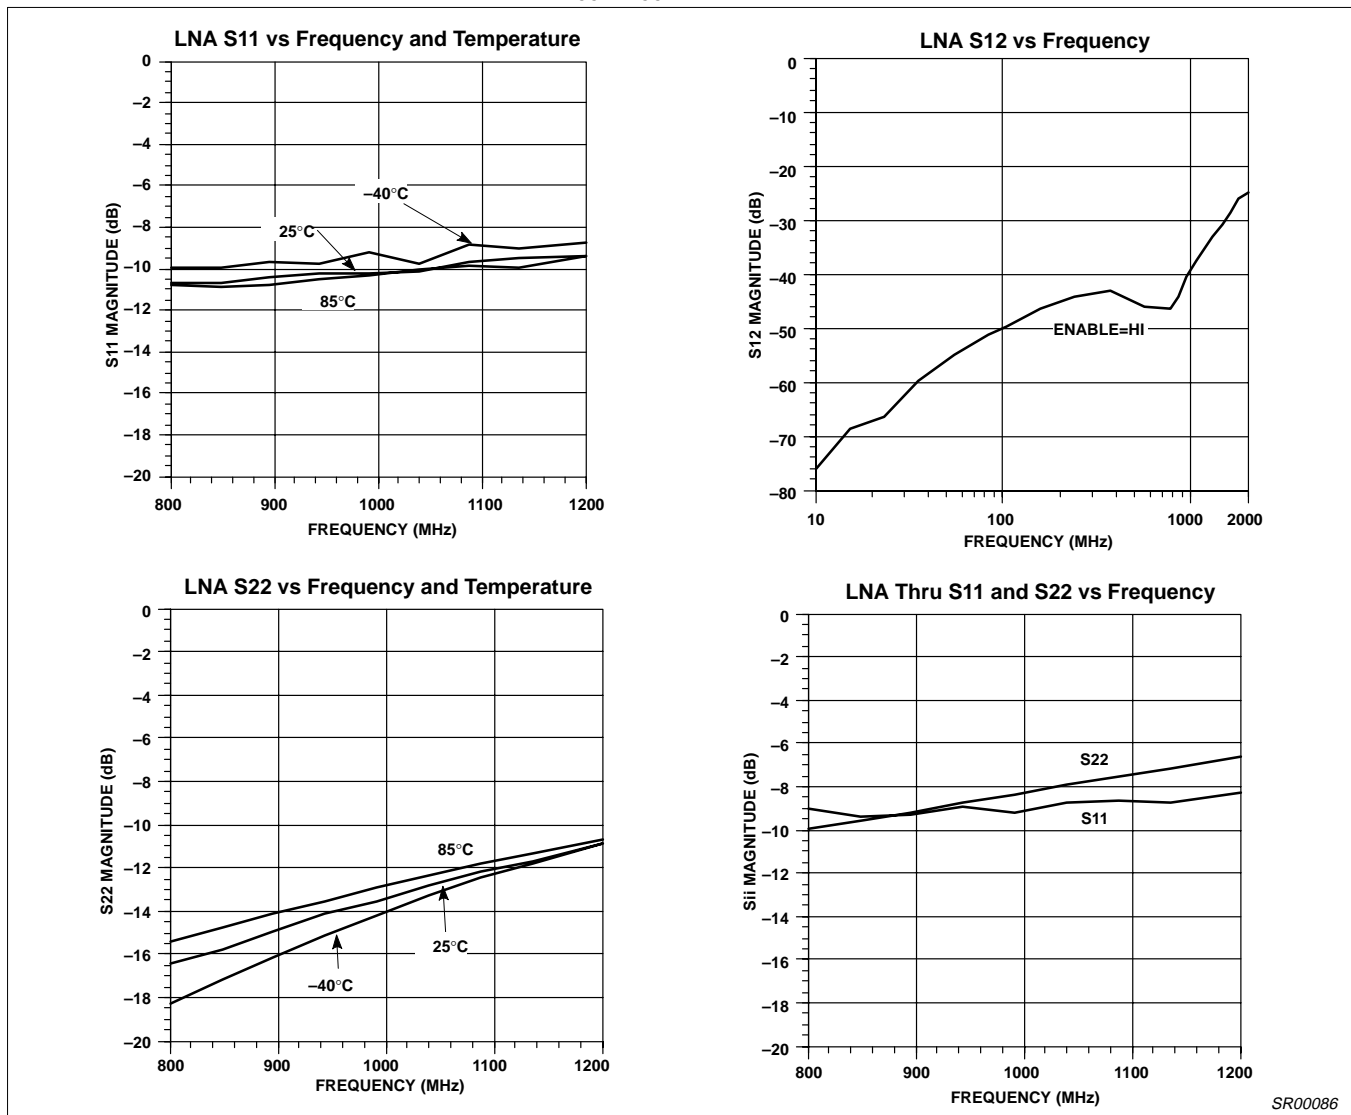 LNA S11 vs Frequency and Temperature
0
–2
–4
–6
–8
–10
–12
–14
–16
–18
–20
S11 MAGNITUDE (dB)
–40°C
25°C
85°C
800
900
1000
1100
1200
FREQUENCY (MHz)
LNA S12 vs Frequency
0
–10
–20
–30
–40
–50
–60
–70
–80
S12 MAGNITUDE (dB)
ENABLE=HI
10
100
1000
2000
FREQUENCY (MHz)
LNA S22 vs Frequency and Temperature
0
–2
–4
–6
–8
–10
–12
–14
–16
–18
–20
S22 MAGNITUDE (dB)
85°C
25°C
–40°C
800
900
1000
1100
1200
FREQUENCY (MHz)
LNA Thru S11 and S22 vs Frequency
0
–2
–4
–6
–8
–10
–12
–14
–16
–18
–20
Sii MAGNITUDE (dB)
S22
S11
800
900
1000
1100
1200
FREQUENCY (MHz)
SR00086